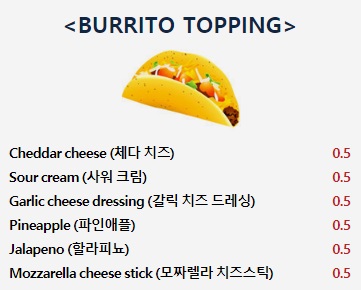 <BURRITO TOPPING>
Cheddar cheese (체다 치즈) 0.5
Sour cream (사워 크림) 0.5
Garlic cheese dressing (갈릭 치즈 드레싱) 0.5
Pineapple (파인애플) 0.5
Jalapeno (할라피뇨) 0.5
Mozzarella cheese stick (모짜렐라 치즈스틱) 0.5